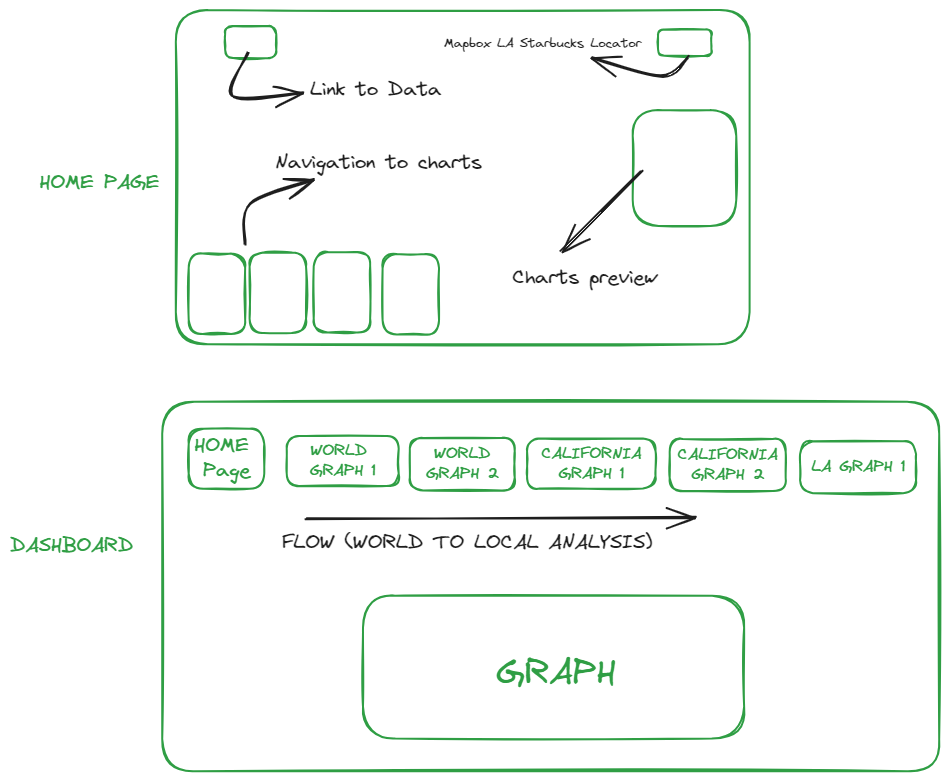 Mapbox LA Starbucks Locator
Link to Data
Navigation to charts
HOME PAGE
Charts preview
HOME
Page
WORLD
GRAPH 1
WORLD
GRAPH 2
CALIFORNIA
GRAPH 1
CALIFORNIA
GRAPH 2
LA GRAPH 1
FLOW (WORLD TO LOCAL ANALYSIS)
DASHBOARD
GRAPH